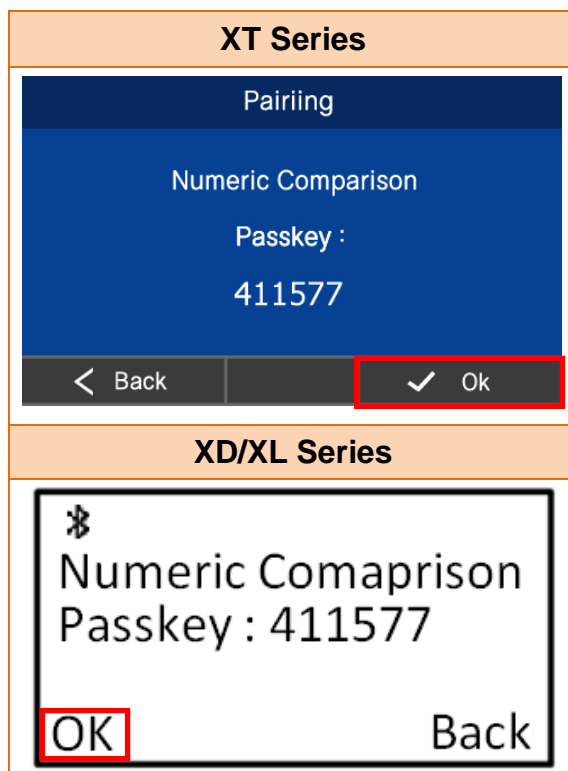 XT Series
Pairiing
Numeric Comparison
Passkey :
411577
Back Ok
XD/XL Series
Numeric Comaprison
Passkey : 411577
OK Back